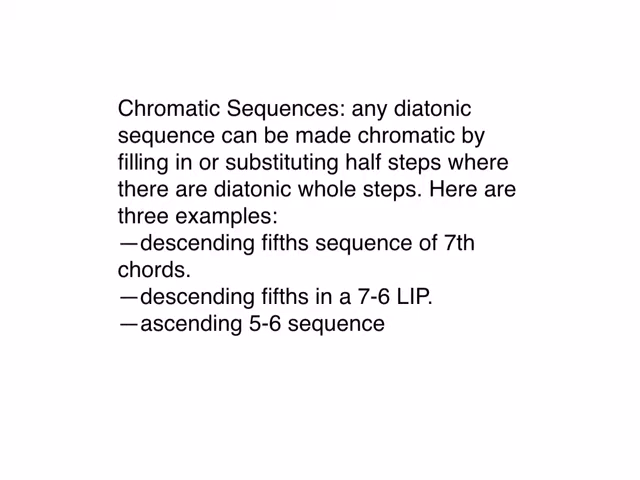 Chromatic Sequences: any diatonic
sequence can be made chromatic by
filling in or substituting half steps where
there are diatonic whole steps. Here are
three examples:
—descending fifths sequence of 7th
chords.
—descending fifths in a 7-6 LIP.
—ascending 5-6 sequence